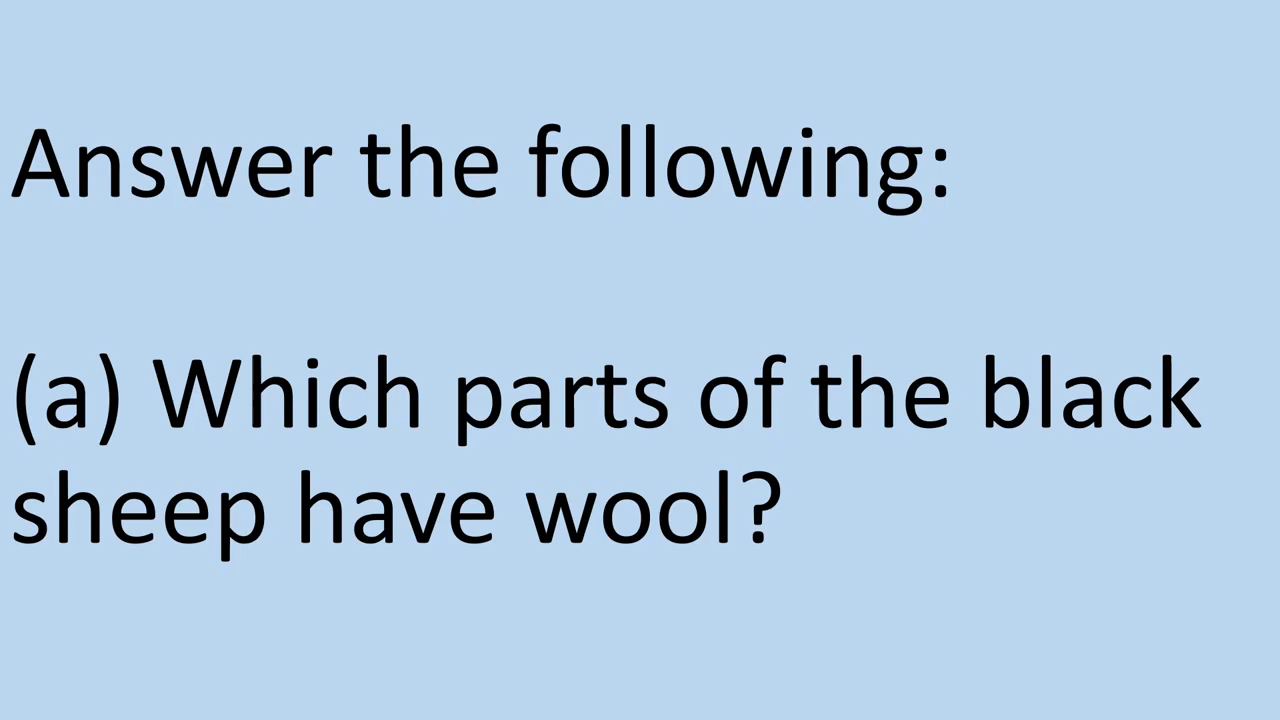 Answer the following:
(a) Which parts of the black
sheep have wool?